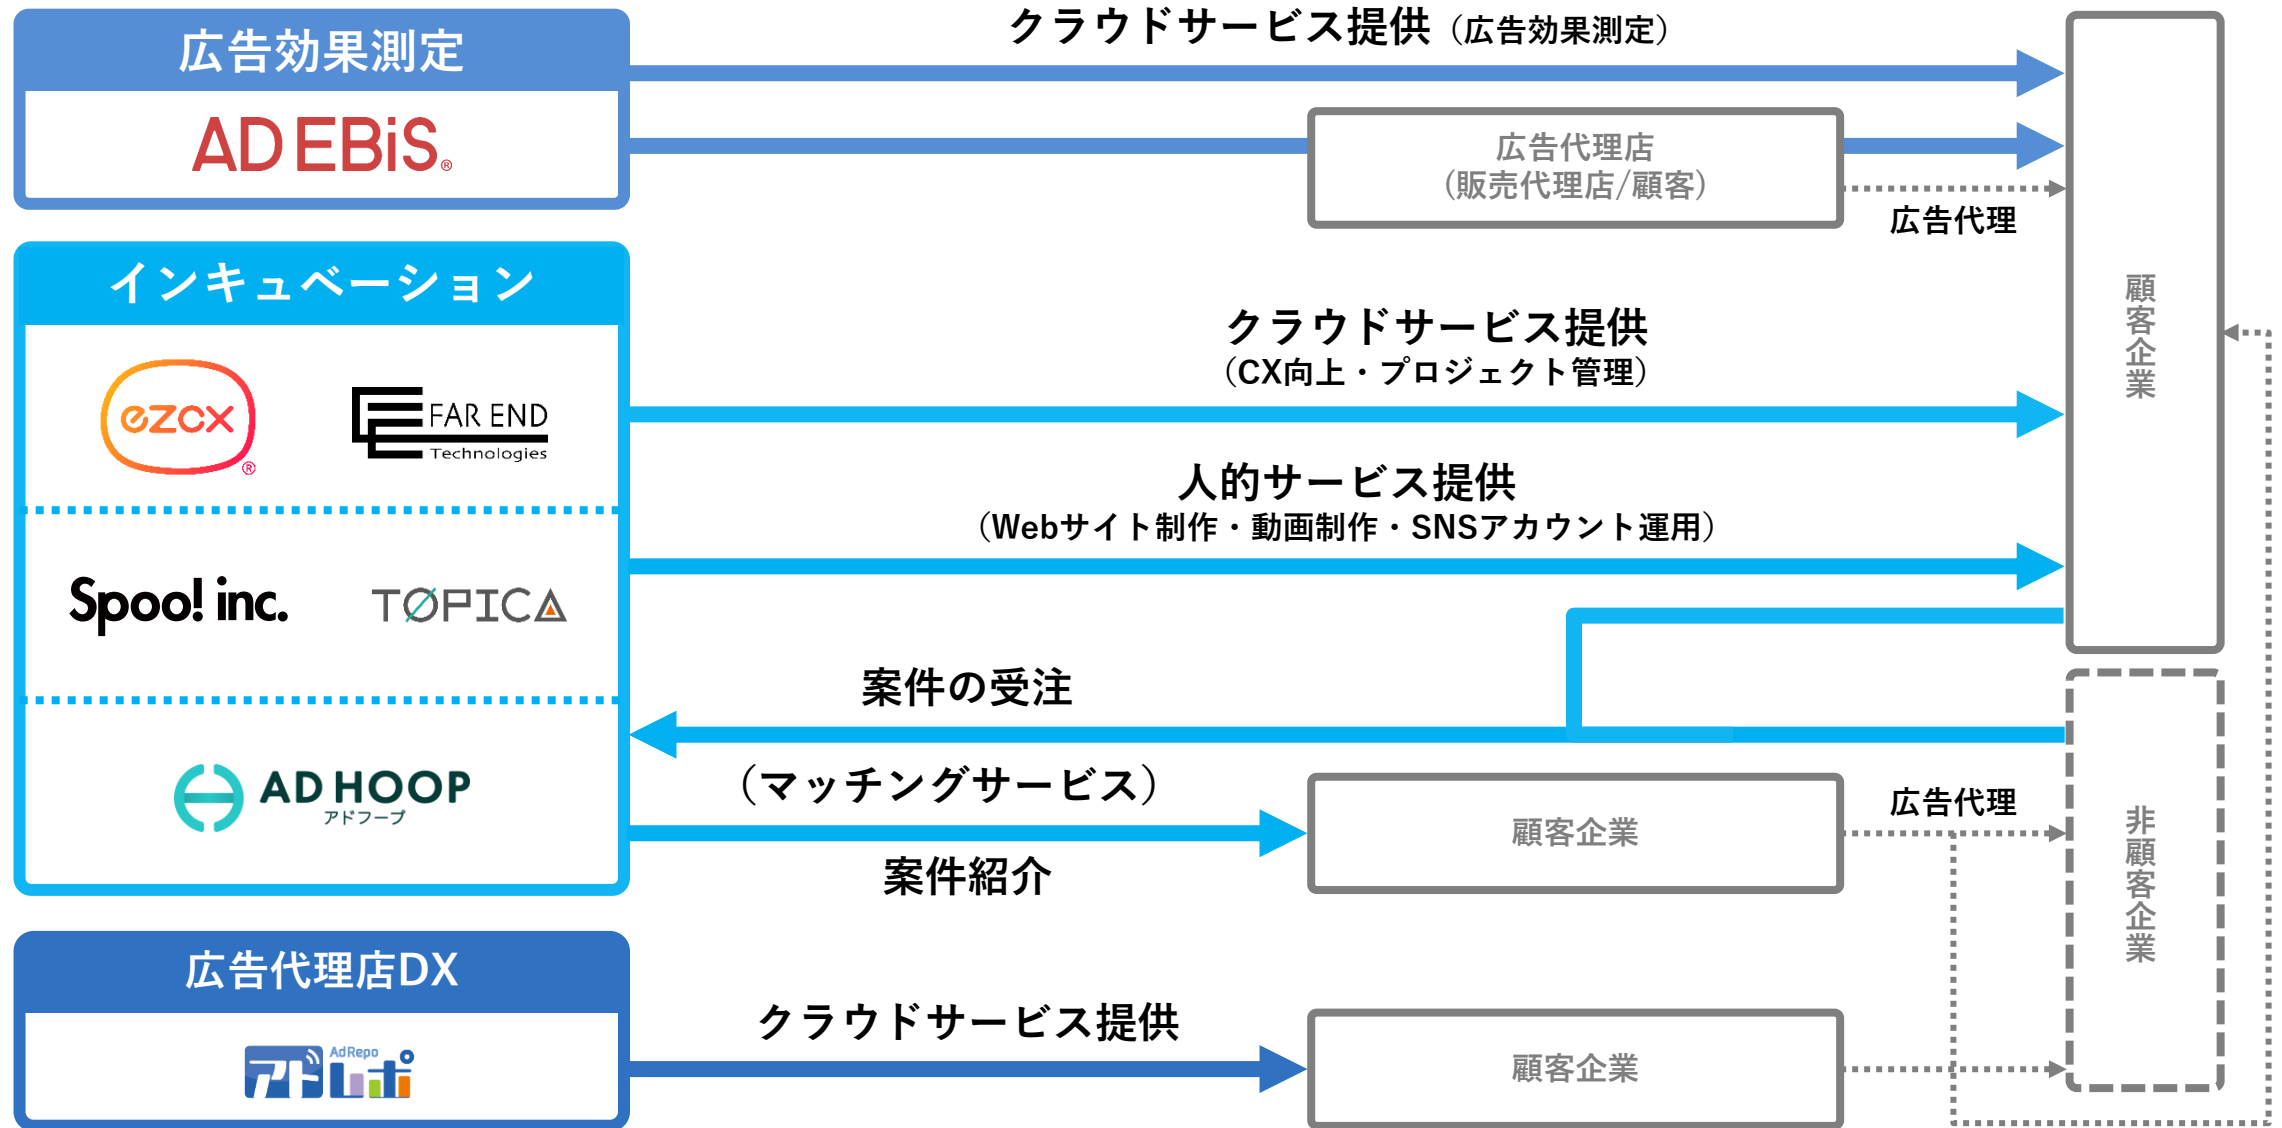 広告効果測定
AD EBiS®
クラウドサービス提供（広告効果測定）
広告代理店
（販売代理店/顧客）
広告代理
顧客企業
インキュベーション
ezcx®
FAR END
Technologies
クラウドサービス提供
（CX向上・プロジェクト管理）
人的サービス提供
（Webサイト制作・動画制作・SNSアカウント運用）
Spoo! inc.
TOPICA
案件の受注
（マッチングサービス）
案件紹介
AD HOOP
アドフープ
顧客企業
広告代理
非顧客企業
広告代理店DX
AdRepo
アドレポ
クラウドサービス提供
顧客企業